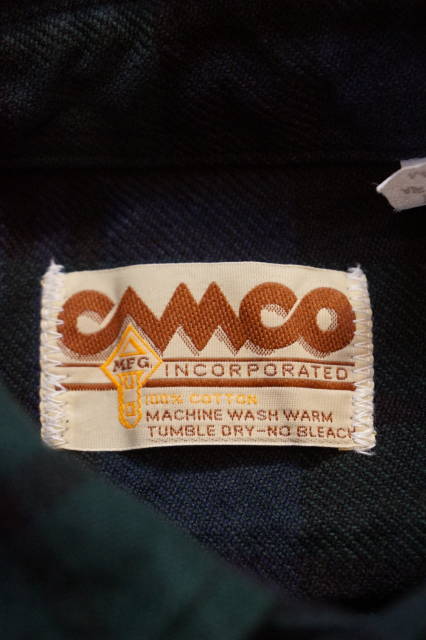 CAMCO
MFG.
INCORPORATED
100% COTTON
MACHINE WASH WARM
TUMBLE DRY-NO BLEACH